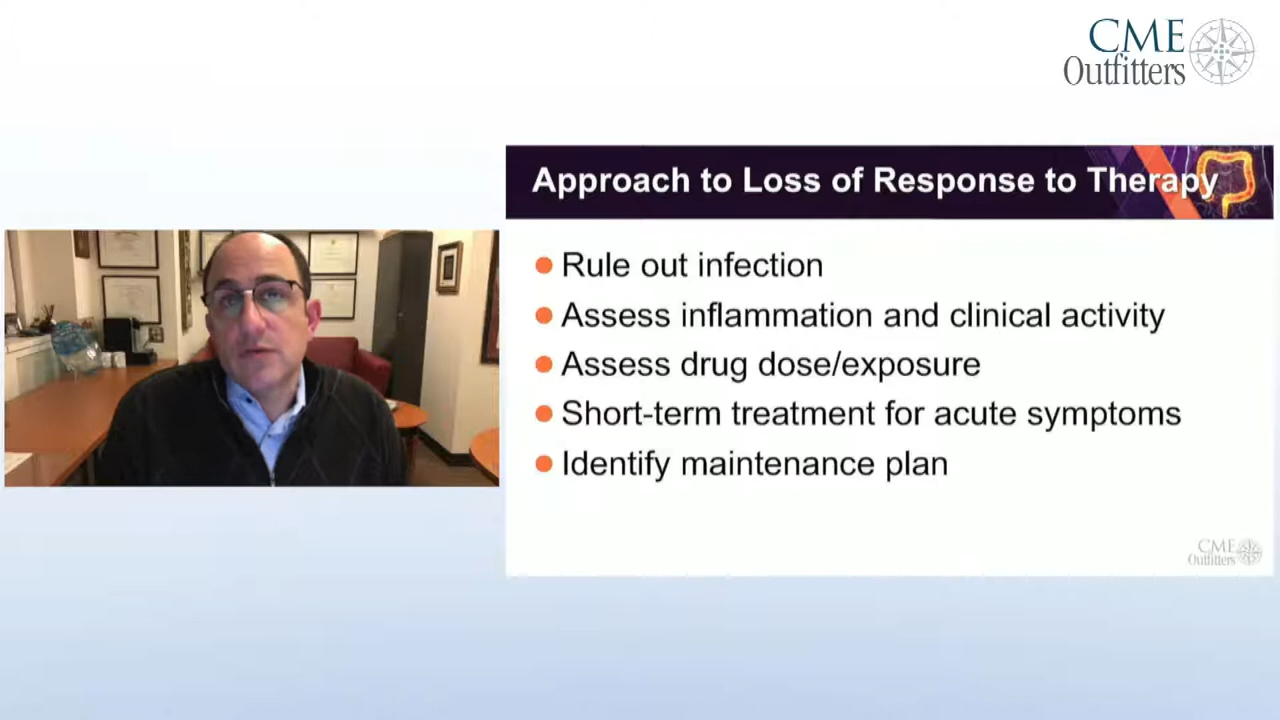 CME
Outfitters
Approach to Loss of Response to Therapy
Rule out infection
Assess inflammation and clinical activity
Assess drug dose/exposure
Short-term treatment for acute symptoms
Identify maintenance plan
CME
Outfitters